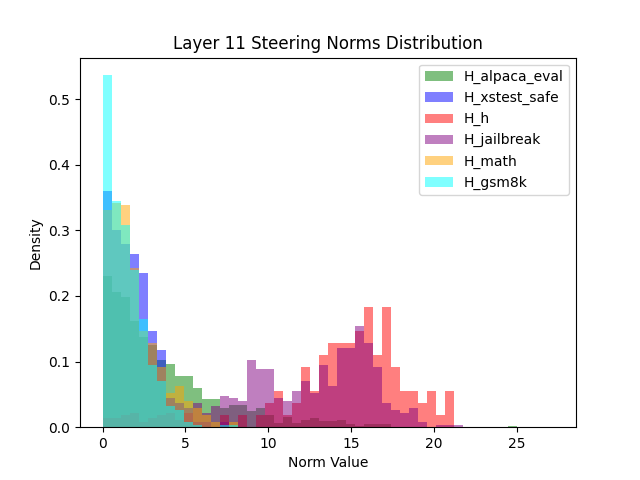 Layer 11 Steering Norms Distribution
H_alpaca_eval
H_xstest_safe
H_h
H_jailbreak
H_math
H_gsm8k
Density
0.5
0.4
0.3
0.2
0.1
0.0
0
5
10
15
20
25
Norm Value